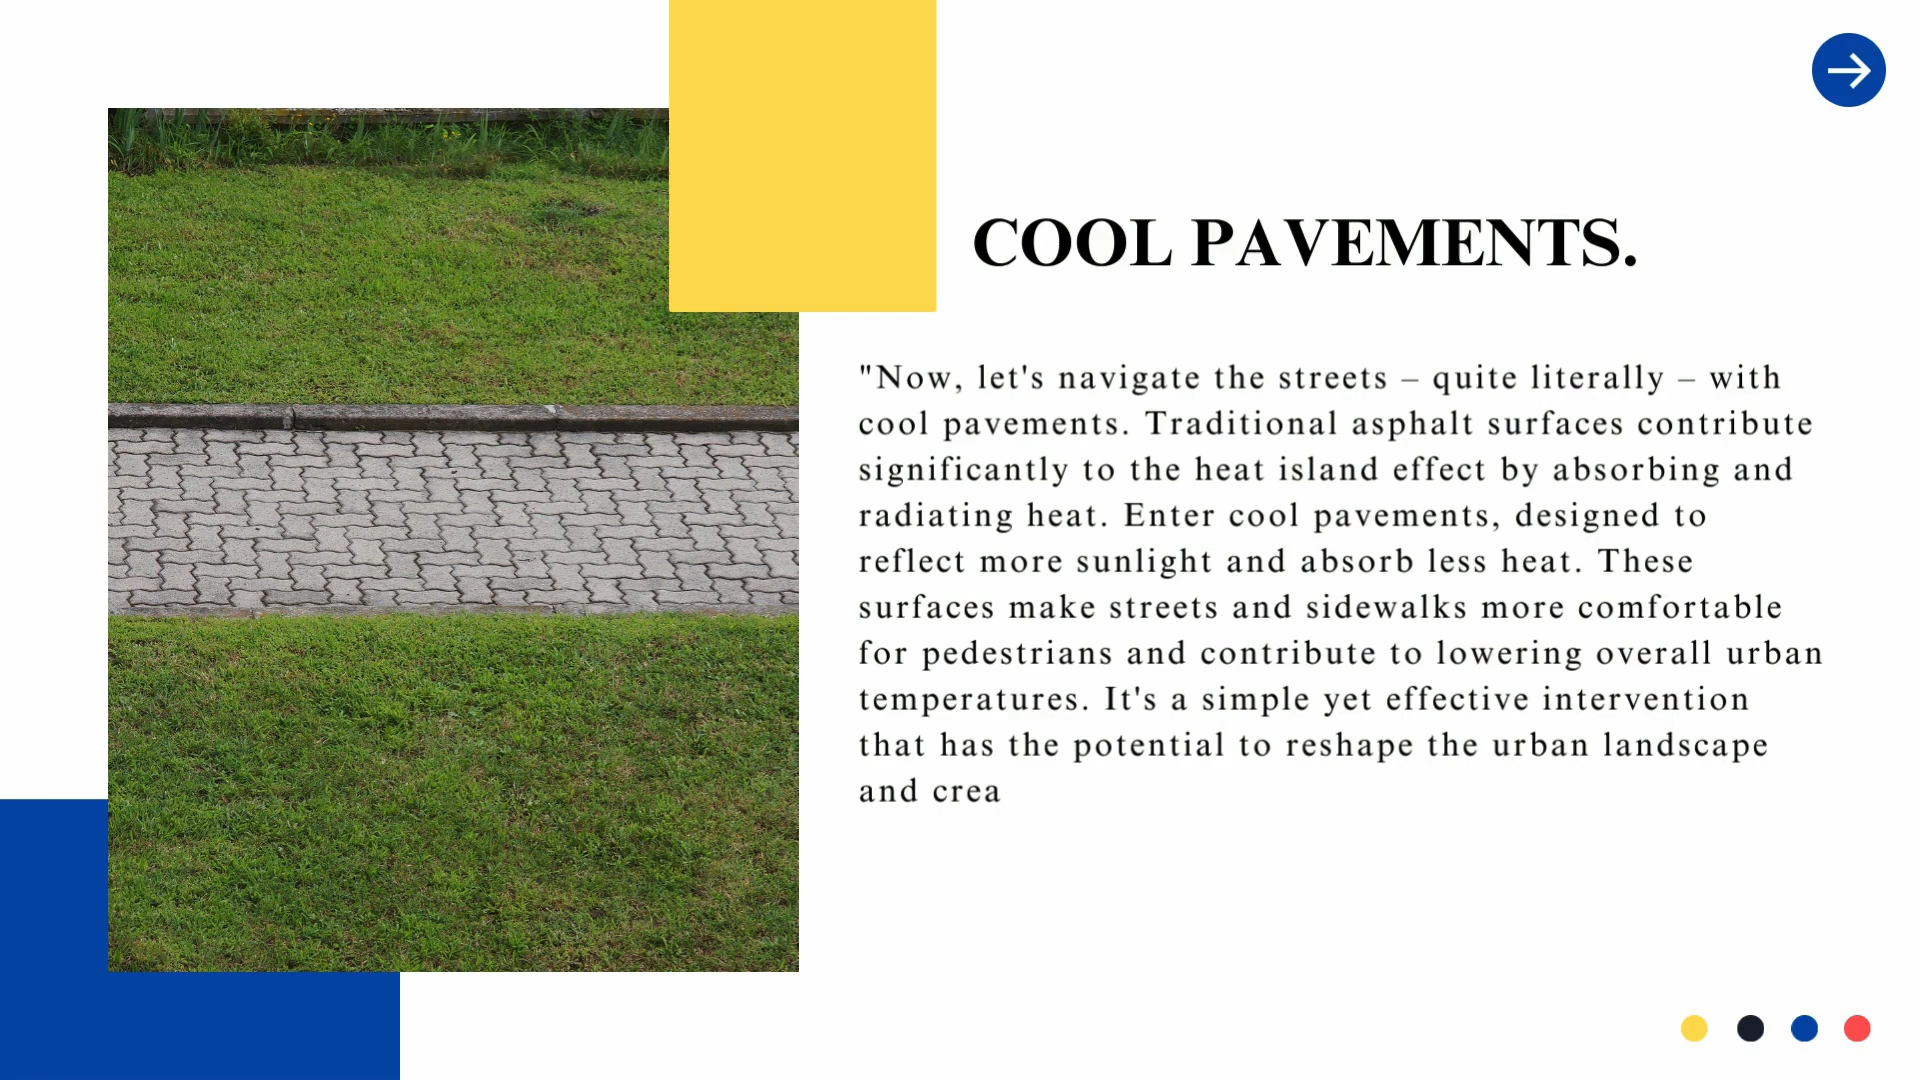 COOL PAVEMENTS.
"Now, let's navigate the streets – quite literally – with
cool pavements. Traditional asphalt surfaces contribute
significantly to the heat island effect by absorbing and
radiating heat. Enter cool pavements, designed to
reflect more sunlight and absorb less heat. These
surfaces make streets and sidewalks more comfortable
for pedestrians and contribute to lowering overall urban
temperatures. It's a simple yet effective intervention
that has the potential to reshape the urban landscape
and crea